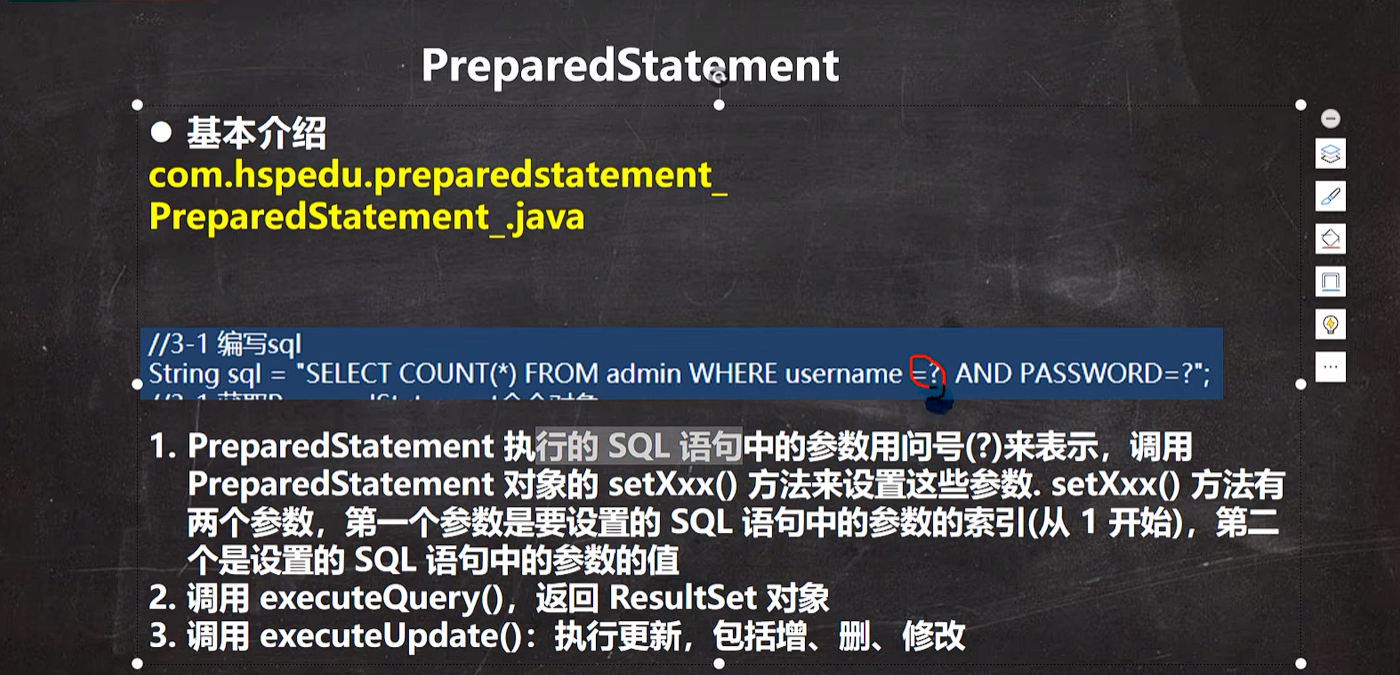 PreparedStatement
● 基本介绍
com.hspedu.preparedstatement_
PreparedStatement_.java
//3-1 编写sql
String sql = "SELECT COUNT(*) FROM admin WHERE username =? AND PASSWORD=?";
1. PreparedStatement 执行的 SQL 语句中的参数用问号(?)来表示，调用
PreparedStatement 对象的 setXxx() 方法来设置这些参数. setXxx() 方法有
两个参数，第一个参数是要设置的 SQL 语句中的参数的索引(从 1 开始)，第二
个是设置的 SQL 语句中的参数的值
2. 调用 executeQuery()，返回 ResultSet 对象
3. 调用 executeUpdate()：执行更新，包括增、删、修改